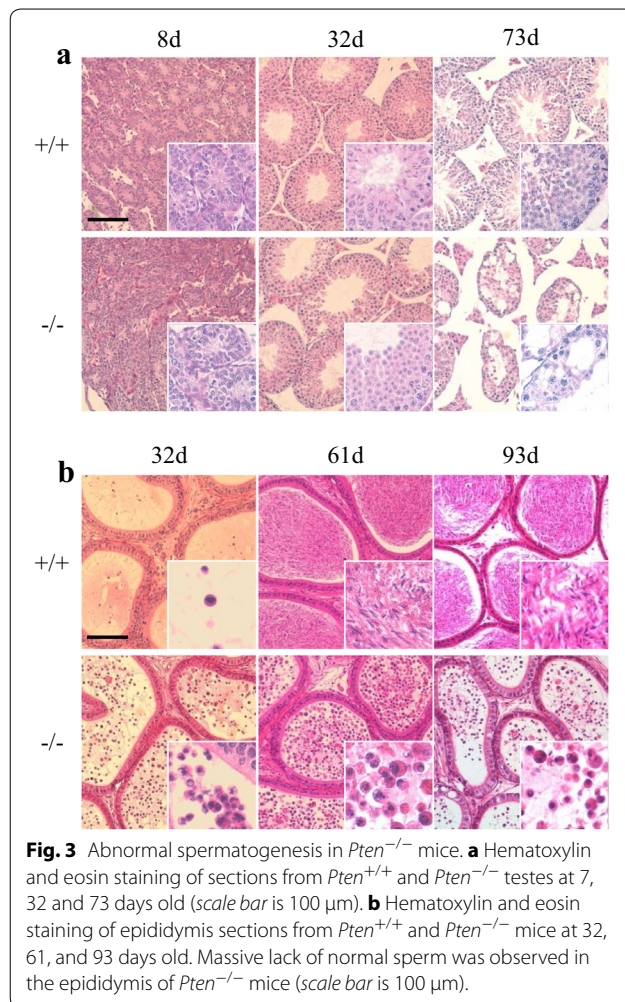 8d 32d 73d
a
+/+
-/-
32d 61d 93d
b
+/+
-/-
Fig. 3 Abnormal spermatogenesis in Pten−/− mice. a Hematoxylin
and eosin staining of sections from Pten+/+ and Pten−/− testes at 7,
32 and 73 days old (scale bar is 100 μm). b Hematoxylin and eosin
staining of epididymis sections from Pten+/+ and Pten−/− mice at 32,
61, and 93 days old. Massive lack of normal sperm was observed in
the epididymis of Pten−/− mice (scale bar is 100 μm).